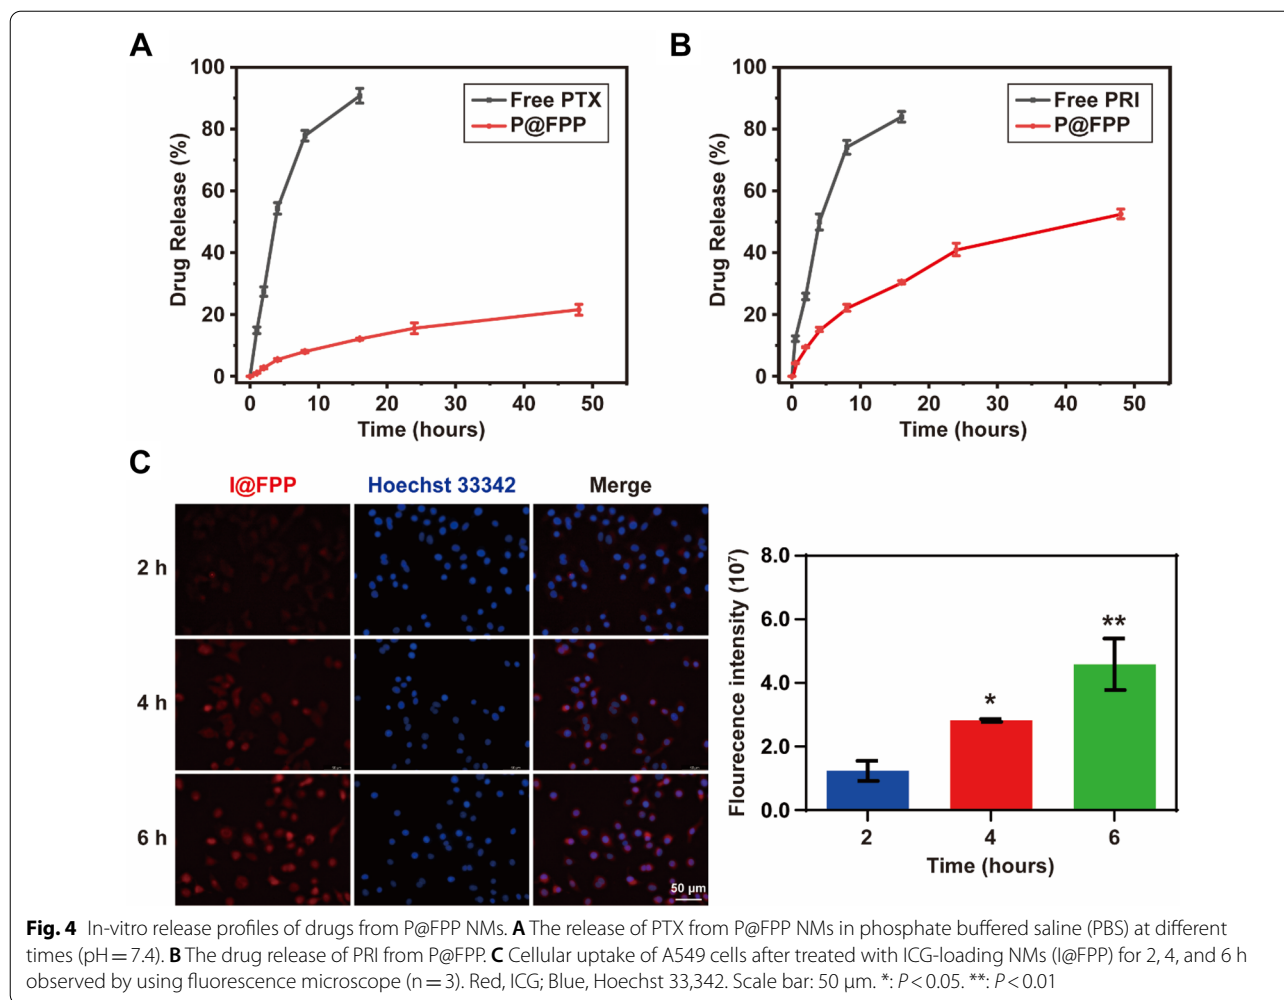 A
B
100
80
60
40
20
0
Drug Release (%)
Free PTX
P@FPP
0 10 20 30 40 50
Time (hours)
100
80
60
40
20
0
Drug Release (%)
Free PRI
P@FPP
0 10 20 30 40 50
Time (hours)
C
I@FPP Hoechst 33342 Merge
2 h
4 h
6 h
50 µm
Flourecence intensity (10⁷)
8.0
6.0
4.0
2.0
0.0
*
**
2 4 6
Time (hours)
Fig. 4 In-vitro release profiles of drugs from P@FPP NMs. A The release of PTX from P@FPP NMs in phosphate buffered saline (PBS) at different
times (pH = 7.4). B The drug release of PRI from P@FPP. C Cellular uptake of A549 cells after treated with ICG-loading NMs (I@FPP) for 2, 4, and 6 h
observed by using fluorescence microscope (n = 3). Red, ICG; Blue, Hoechst 33,342. Scale bar: 50 µm. *: P < 0.05. **: P < 0.01